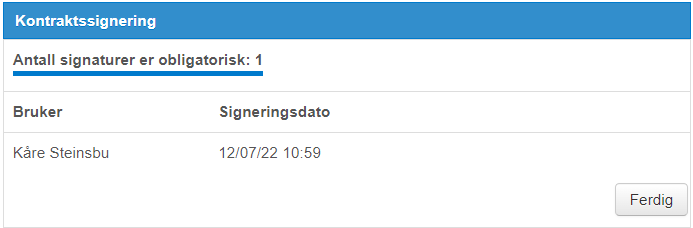 Kontraktssignering
Antall signaturer er obligatorisk: 1
Bruker Signeringsdato
Kåre Steinsbu 12/07/22 10:59
Ferdig